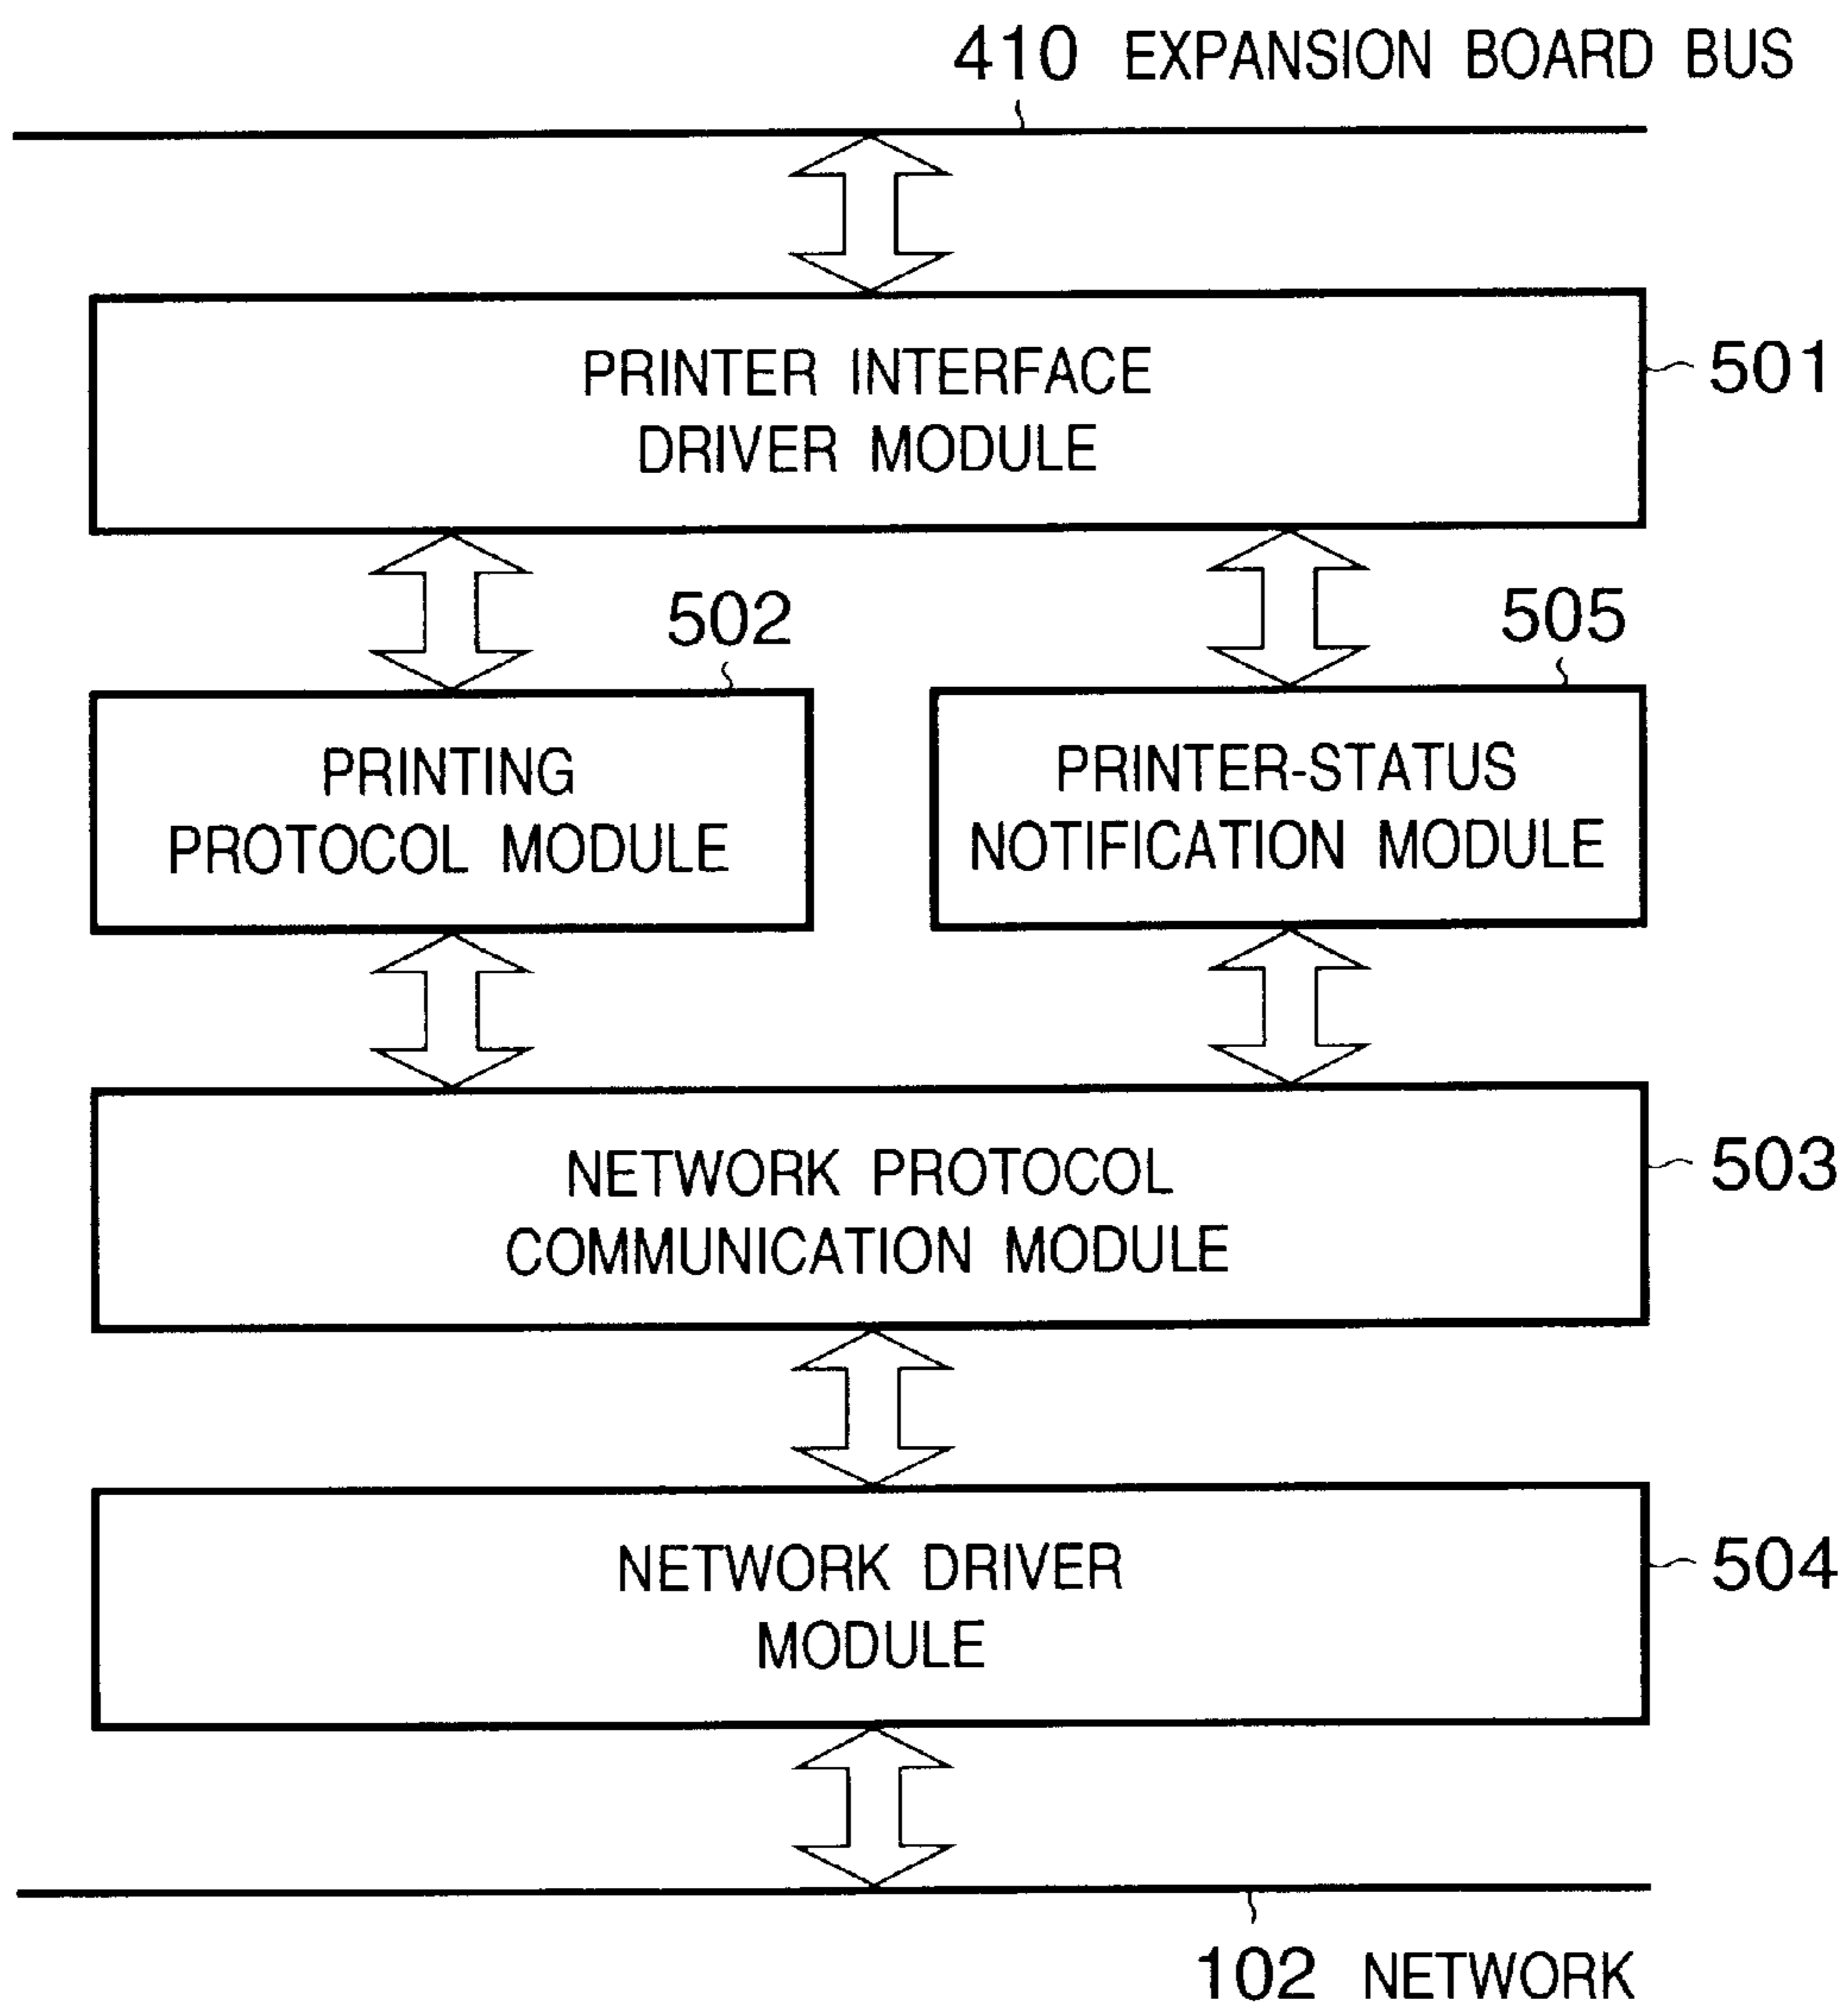 410 EXPANSION BOARD BUS
PRINTER INTERFACE
DRIVER MODULE
501
502
505
PRINTING
PROTOCOL MODULE
PRINTER-STATUS
NOTIFICATION MODULE
NETWORK PROTOCOL
COMMUNICATION MODULE
503
NETWORK DRIVER
MODULE
504
102 NETWORK